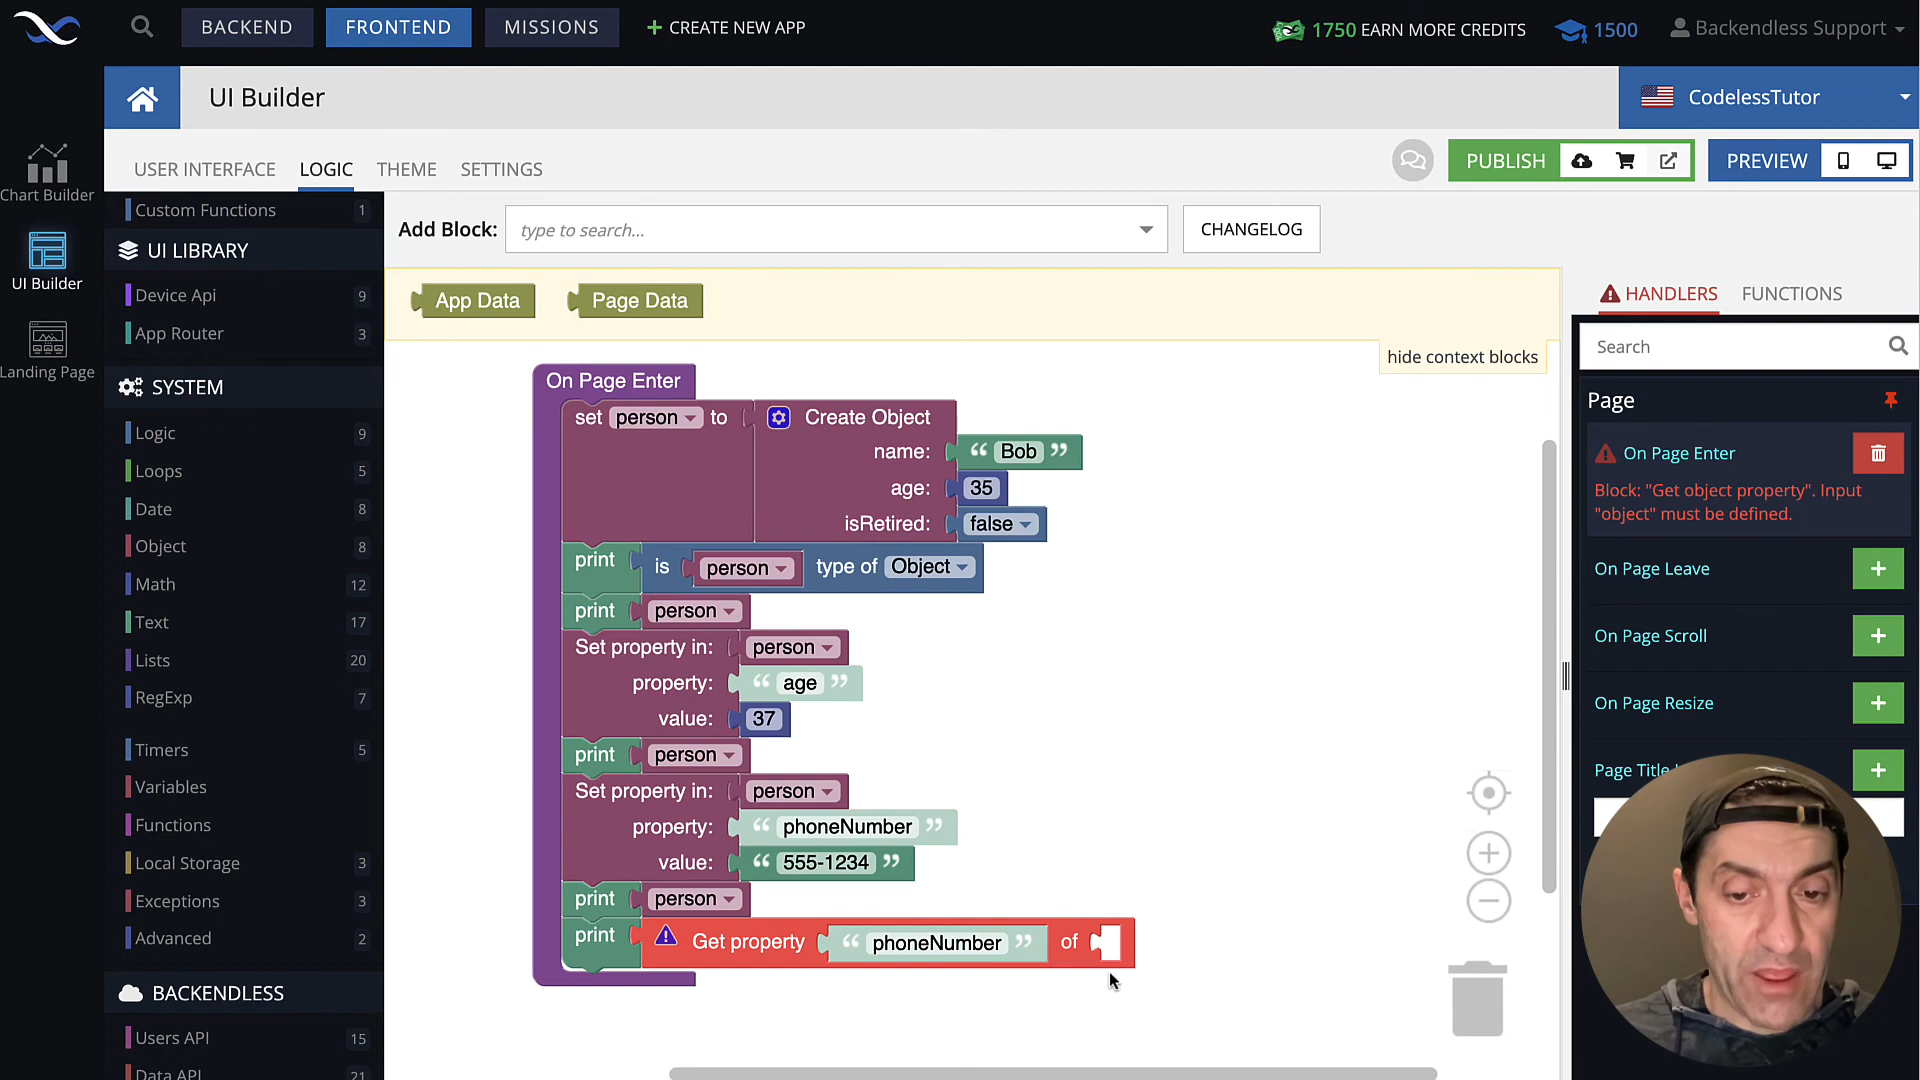 BACKEND
FRONTEND
MISSIONS
+ CREATE NEW APP
1750 EARN MORE CREDITS
1500
Backendless Support
UI Builder
CodelessTutor
Chart Builder
UI Builder
Landing Page
USER INTERFACE
LOGIC
THEME
SETTINGS
PUBLISH
PREVIEW
Custom Functions 1
UI LIBRARY
Device Api 9
App Router 3
SYSTEM
Logic 9
Loops 5
Date 8
Object 8
Math 12
Text 17
Lists 20
RegExp 7
Timers 5
Variables
Functions
Local Storage 3
Exceptions 3
Advanced 2
BACKENDLESS
Users API 15
Data API 21
Add Block: type to search...
CHANGELOG
App Data
Page Data
hide context blocks
On Page Enter
set person to Create Object
name: “ Bob ”
age: 35
isRetired: false
print is person type of Object
print person
Set property in: person
property: “ age ”
value: 37
print person
Set property in: person
property: “ phoneNumber ”
value: “ 555-1234 ”
print person
print Get property “ phoneNumber ” of
HANDLERS
FUNCTIONS
Search
Page
On Page Enter
Block: "Get object property". Input
"object" must be defined.
On Page Leave
On Page Scroll
On Page Resize
Page Title